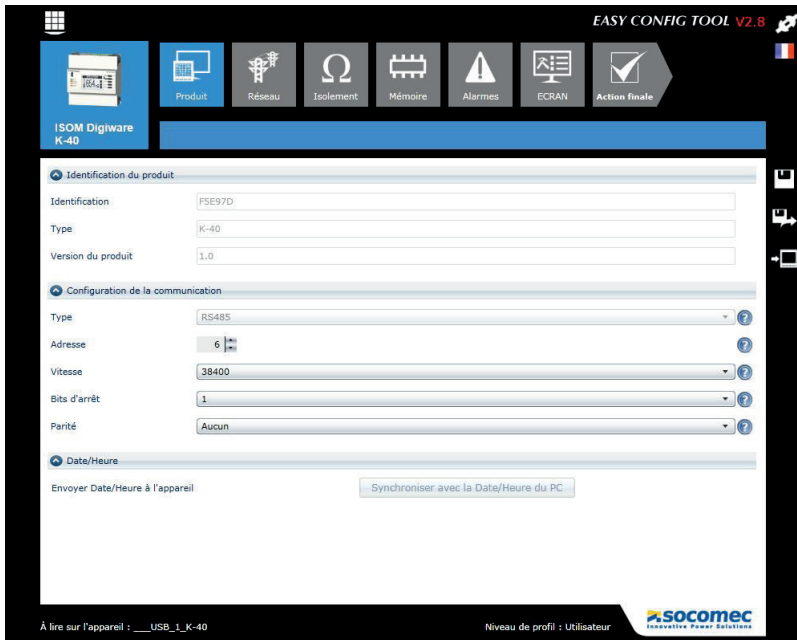 EASY CONFIG TOOL V2.8
Produit
Réseau
Isolement
Mémoire
Alarmes
ECRAN
Action finale
ISOM Digiware
K-40
Identification du produit
Identification FSE97D
Type K-40
Version du produit 1.0
Configuration de la communication
Type RS485 ?
Adresse 6 ?
Vitesse 38400 ?
Bits d'arrêt 1 ?
Parité Aucun ?
Date/Heure
Envoyer Date/Heure à l'appareil Synchroniser avec la Date/Heure du PC
À lire sur l'appareil : ___USB_1_K-40
Niveau de profil : Utilisateur
socomec
Innovative Power Solutions